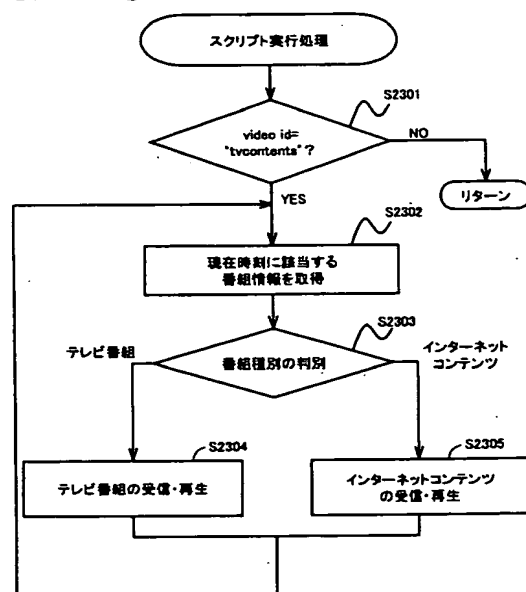 スクリプト実行処理
S2301
video id=
"tvcontents"?
NO
リターン
YES
S2302
現在時刻に該当する
番組情報を取得
S2303
テレビ番組
番組種別の判別
インターネット
コンテンツ
S2304
テレビ番組の受信・再生
S2305
インターネットコンテンツ
の受信・再生